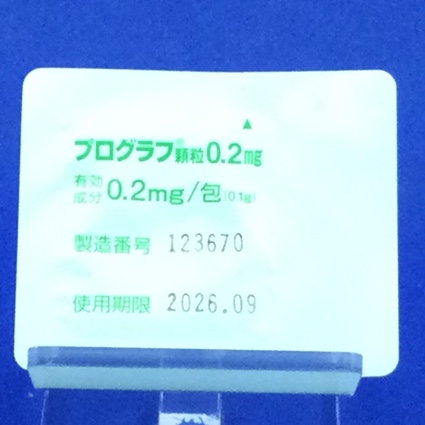 ▲
プログラフ®顆粒0.2mg
有効成分 0.2mg/包(0.1g)
製造番号 123670
使用期限 2026.09